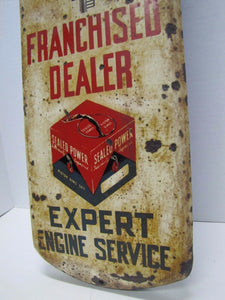 FRANCHISED
DEALER
SEALED POWER
SEALED POWER
EXPERT
ENGINE SERVICE